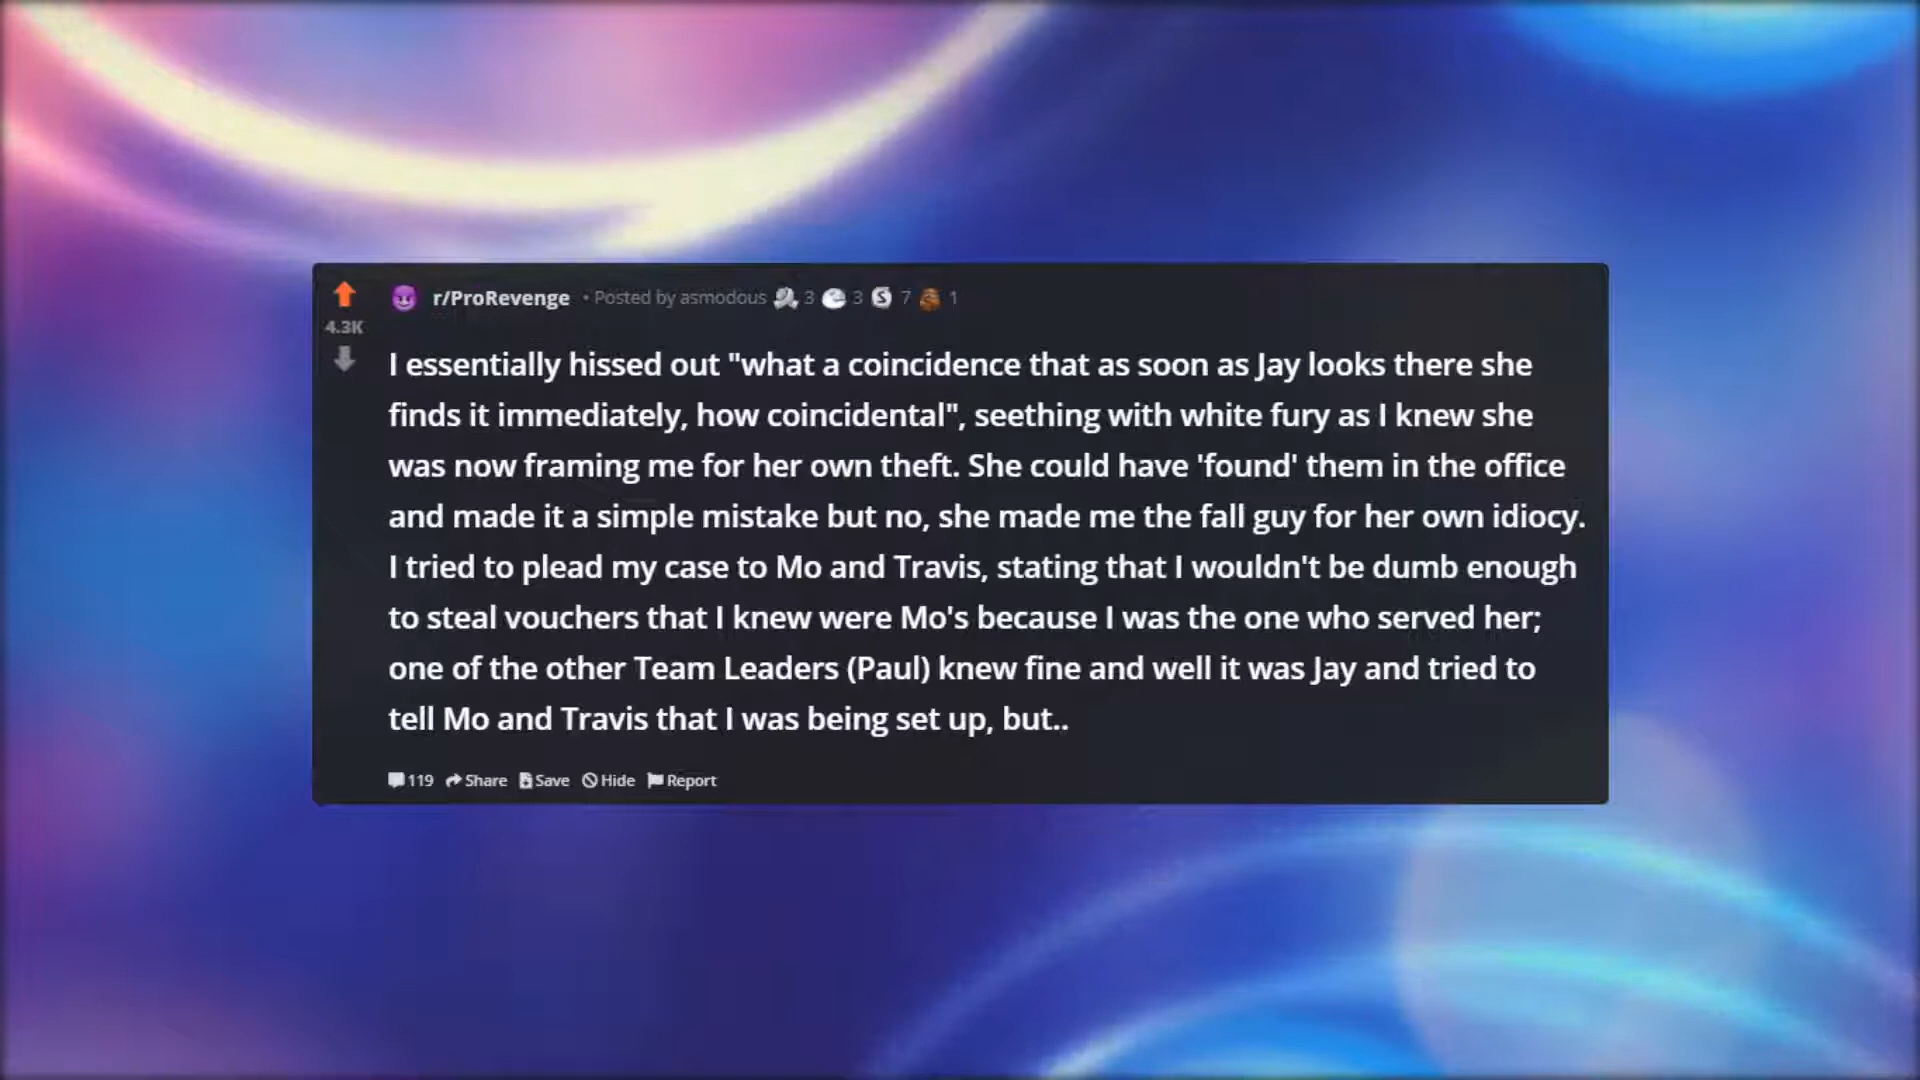 r/ProRevenge • Posted by asmodous 3 3 7 1
4.3K
I essentially hissed out "what a coincidence that as soon as Jay looks there she
finds it immediately, how coincidental", seething with white fury as I knew she
was now framing me for her own theft. She could have 'found' them in the office
and made it a simple mistake but no, she made me the fall guy for her own idiocy.
I tried to plead my case to Mo and Travis, stating that I wouldn't be dumb enough
to steal vouchers that I knew were Mo's because I was the one who served her;
one of the other Team Leaders (Paul) knew fine and well it was Jay and tried to
tell Mo and Travis that I was being set up, but..
119 Share Save Hide Report